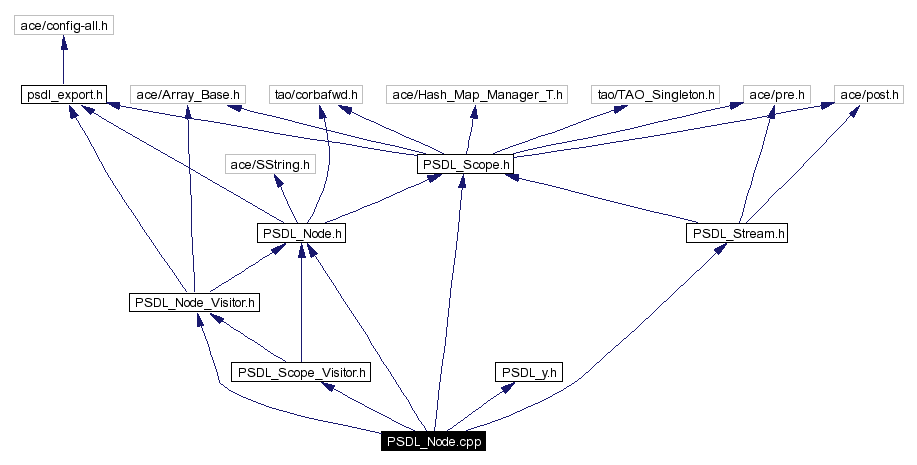 ace/config-all.h
psdl_export.h
ace/Array_Base.h
tao/corbafwd.h
ace/Hash_Map_Manager_T.h
tao/TAO_Singleton.h
ace/pre.h
ace/post.h
ace/SString.h
PSDL_Scope.h
PSDL_Node.h
PSDL_Stream.h
PSDL_Node_Visitor.h
PSDL_Scope_Visitor.h
PSDL_y.h
PSDL_Node.cpp